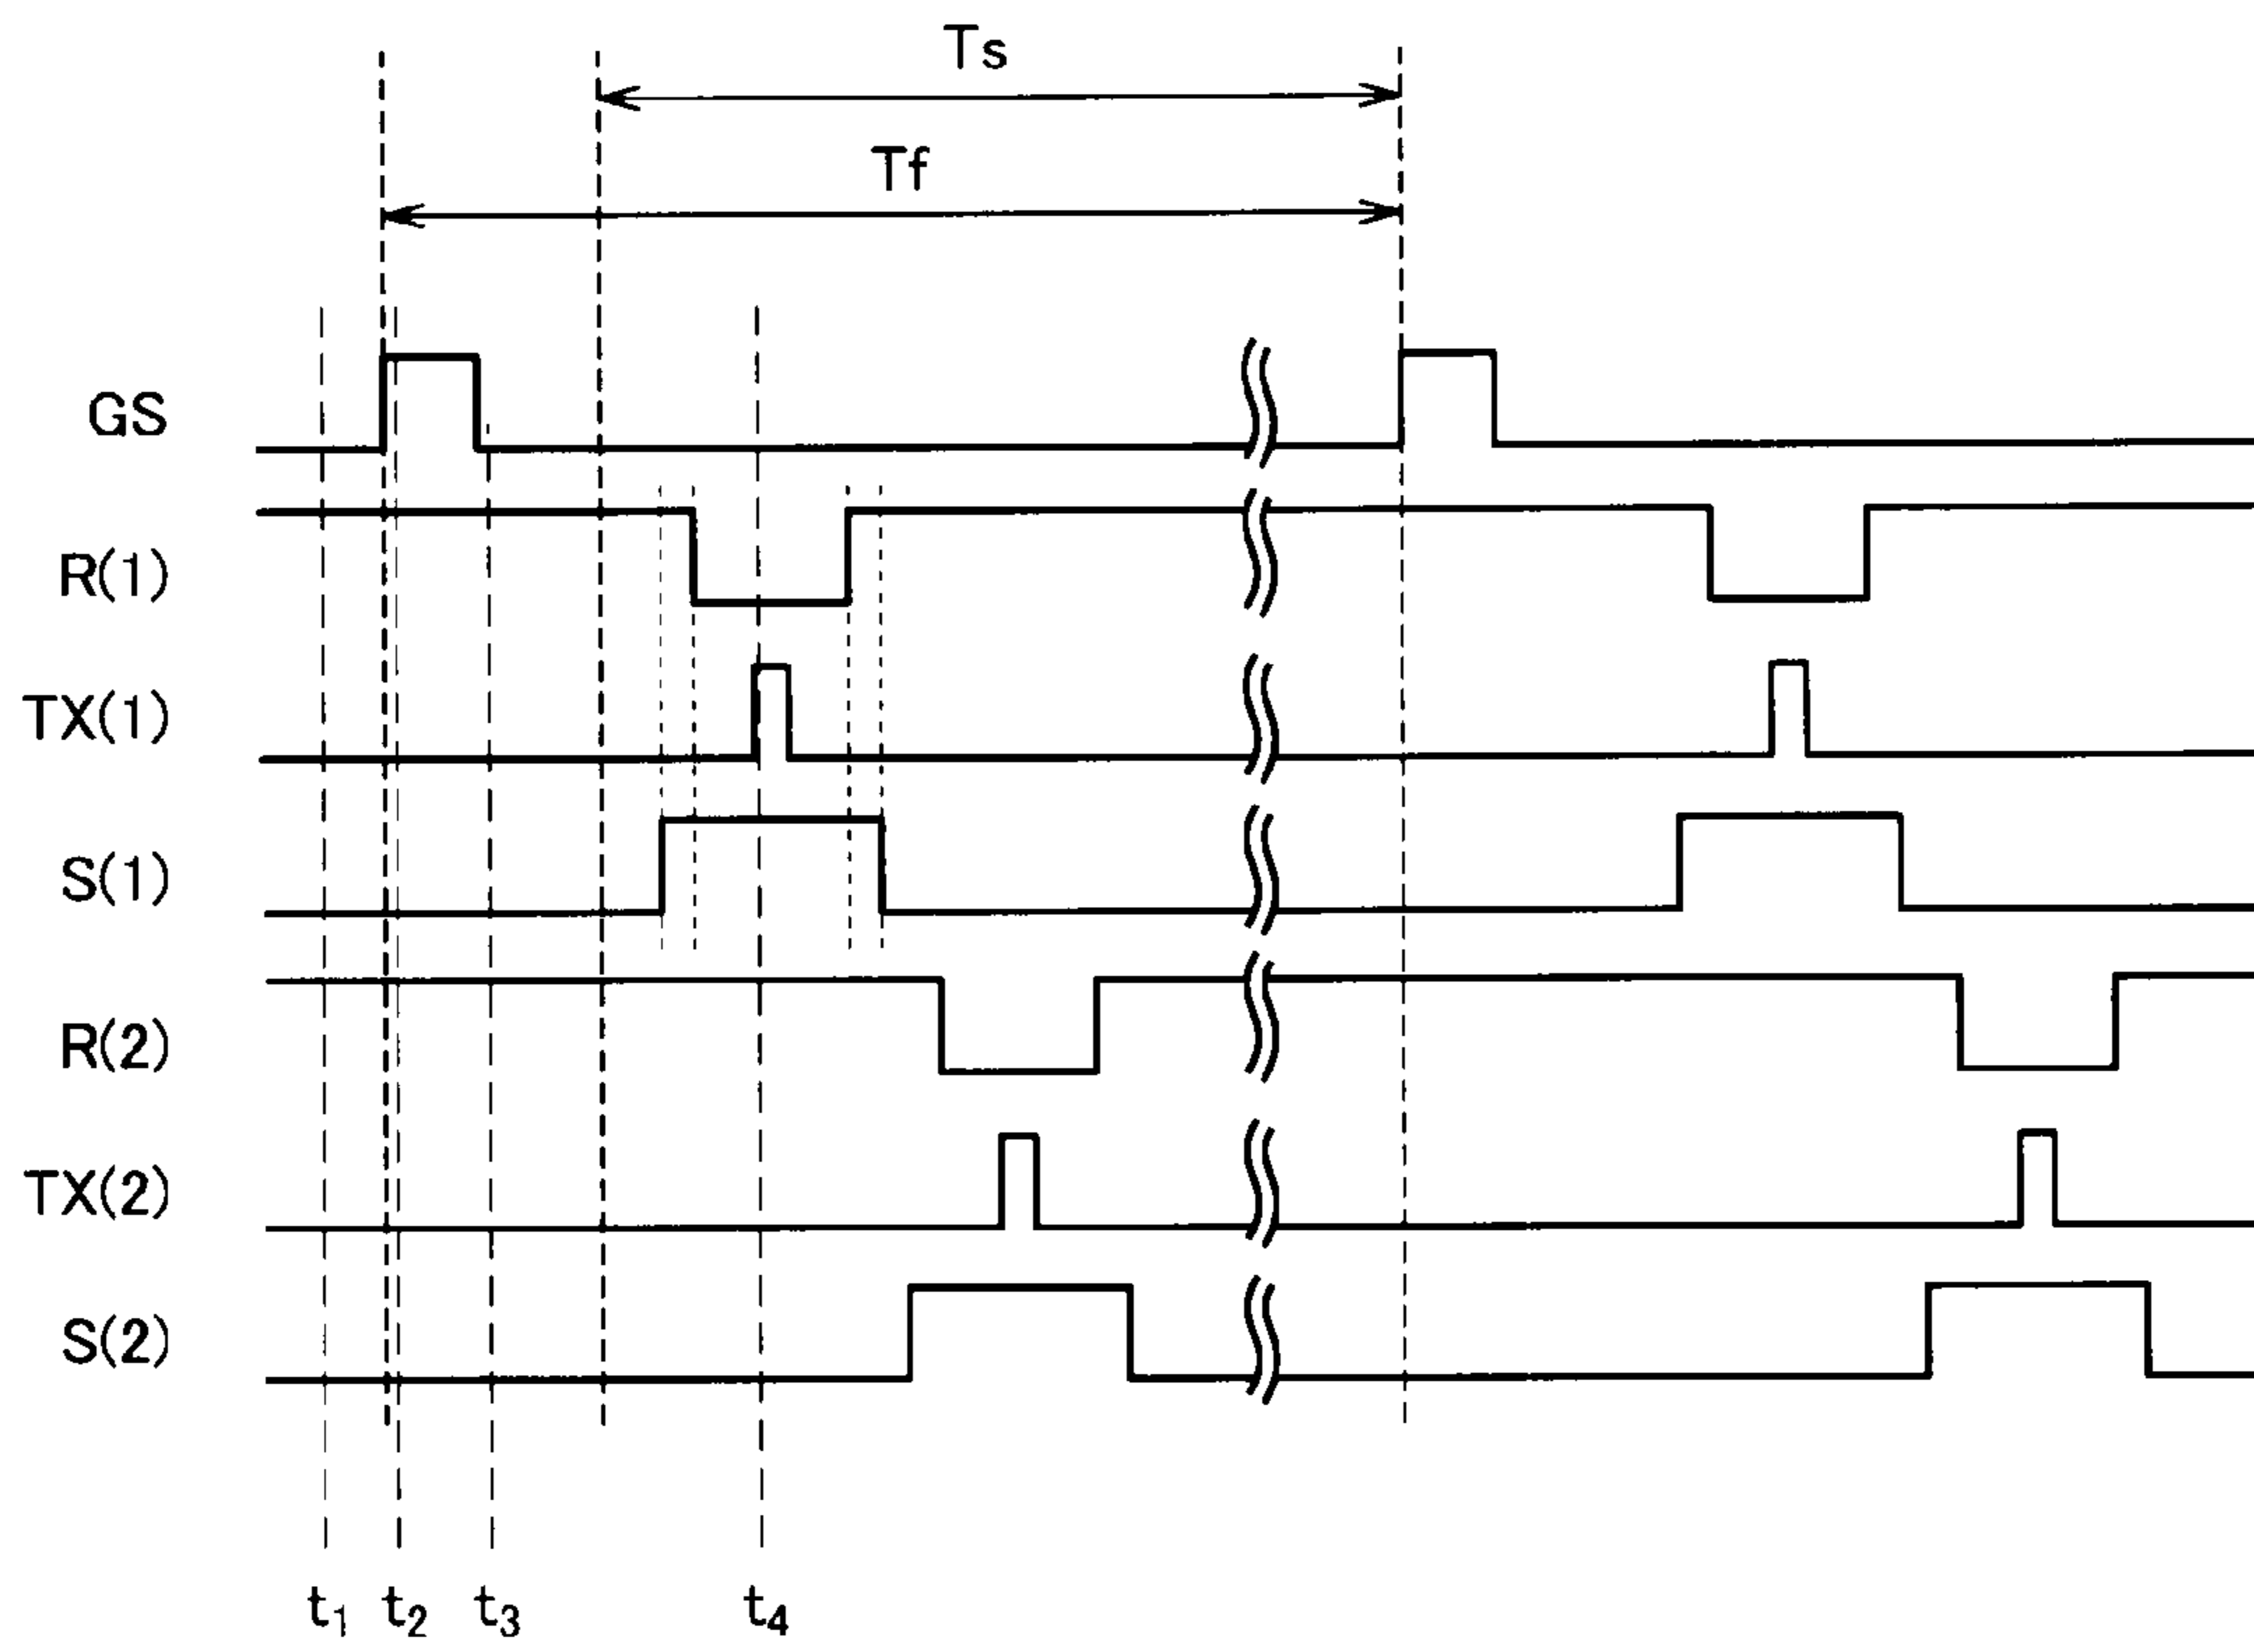 Ts
Tf
GS
R(1)
TX(1)
S(1)
R(2)
TX(2)
S(2)
t1 t2 t3 t4